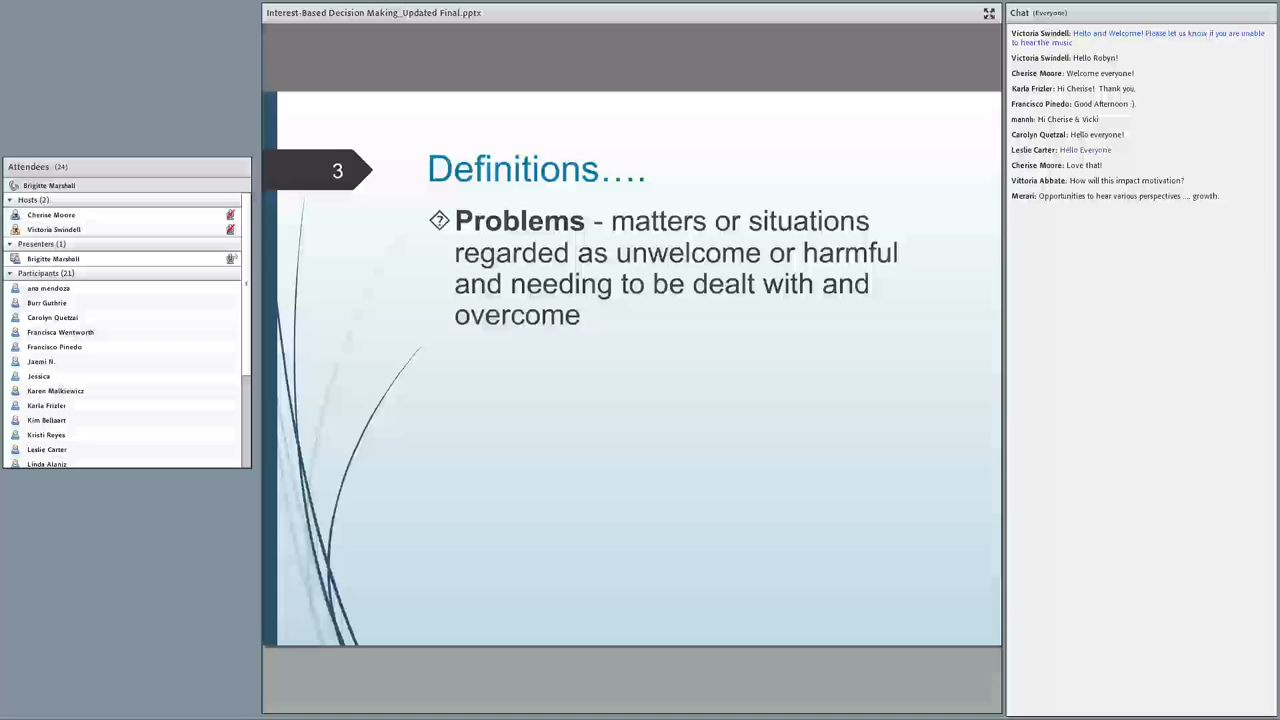 Interest-Based Decision Making_Updated Final.pptx
Attendees (24)
Brigitte Marshall
Hosts (2)
Cherise Moore
Victoria Swindell
Presenters (1)
Brigitte Marshall
Participants (21)
ana mendoza
Burr Guthrie
Carolyn Quetzal
Francisca Wentworth
Francisco Pinedo
Jaemi N.
Jessica
Karen Malkiewicz
Karla Frizler
Kim Bellaart
Kristi Reyes
Leslie Carter
Linda Alaniz
3
Definitions….
Problems - matters or situations
regarded as unwelcome or harmful
and needing to be dealt with and
overcome
Chat (Everyone)
Victoria Swindell: Hello and Welcome! Please let us know if you are unable
to hear the music
Victoria Swindell: Hello Robyn!
Cherise Moore: Welcome everyone!
Karla Frizler: Hi Cherise! Thank you.
Francisco Pinedo: Good Afternoon :).
mannh: Hi Cherise & Vicki
Carolyn Quetzal: Hello everyone!
Leslie Carter: Hello Everyone
Cherise Moore: Love that!
Vittoria Abbate: How will this impact motivation?
Merari: Opportunities to hear various perspectives .... growth.